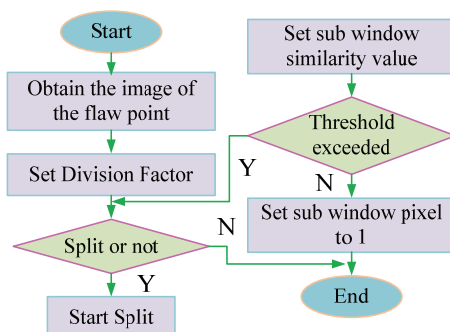 Start
Obtain the image of
the flaw point
Set Division Factor
Split or not
Y
Start Split
N
Set sub window
similarity value
Threshold
exceeded
Y
N
Set sub window pixel
to 1
End